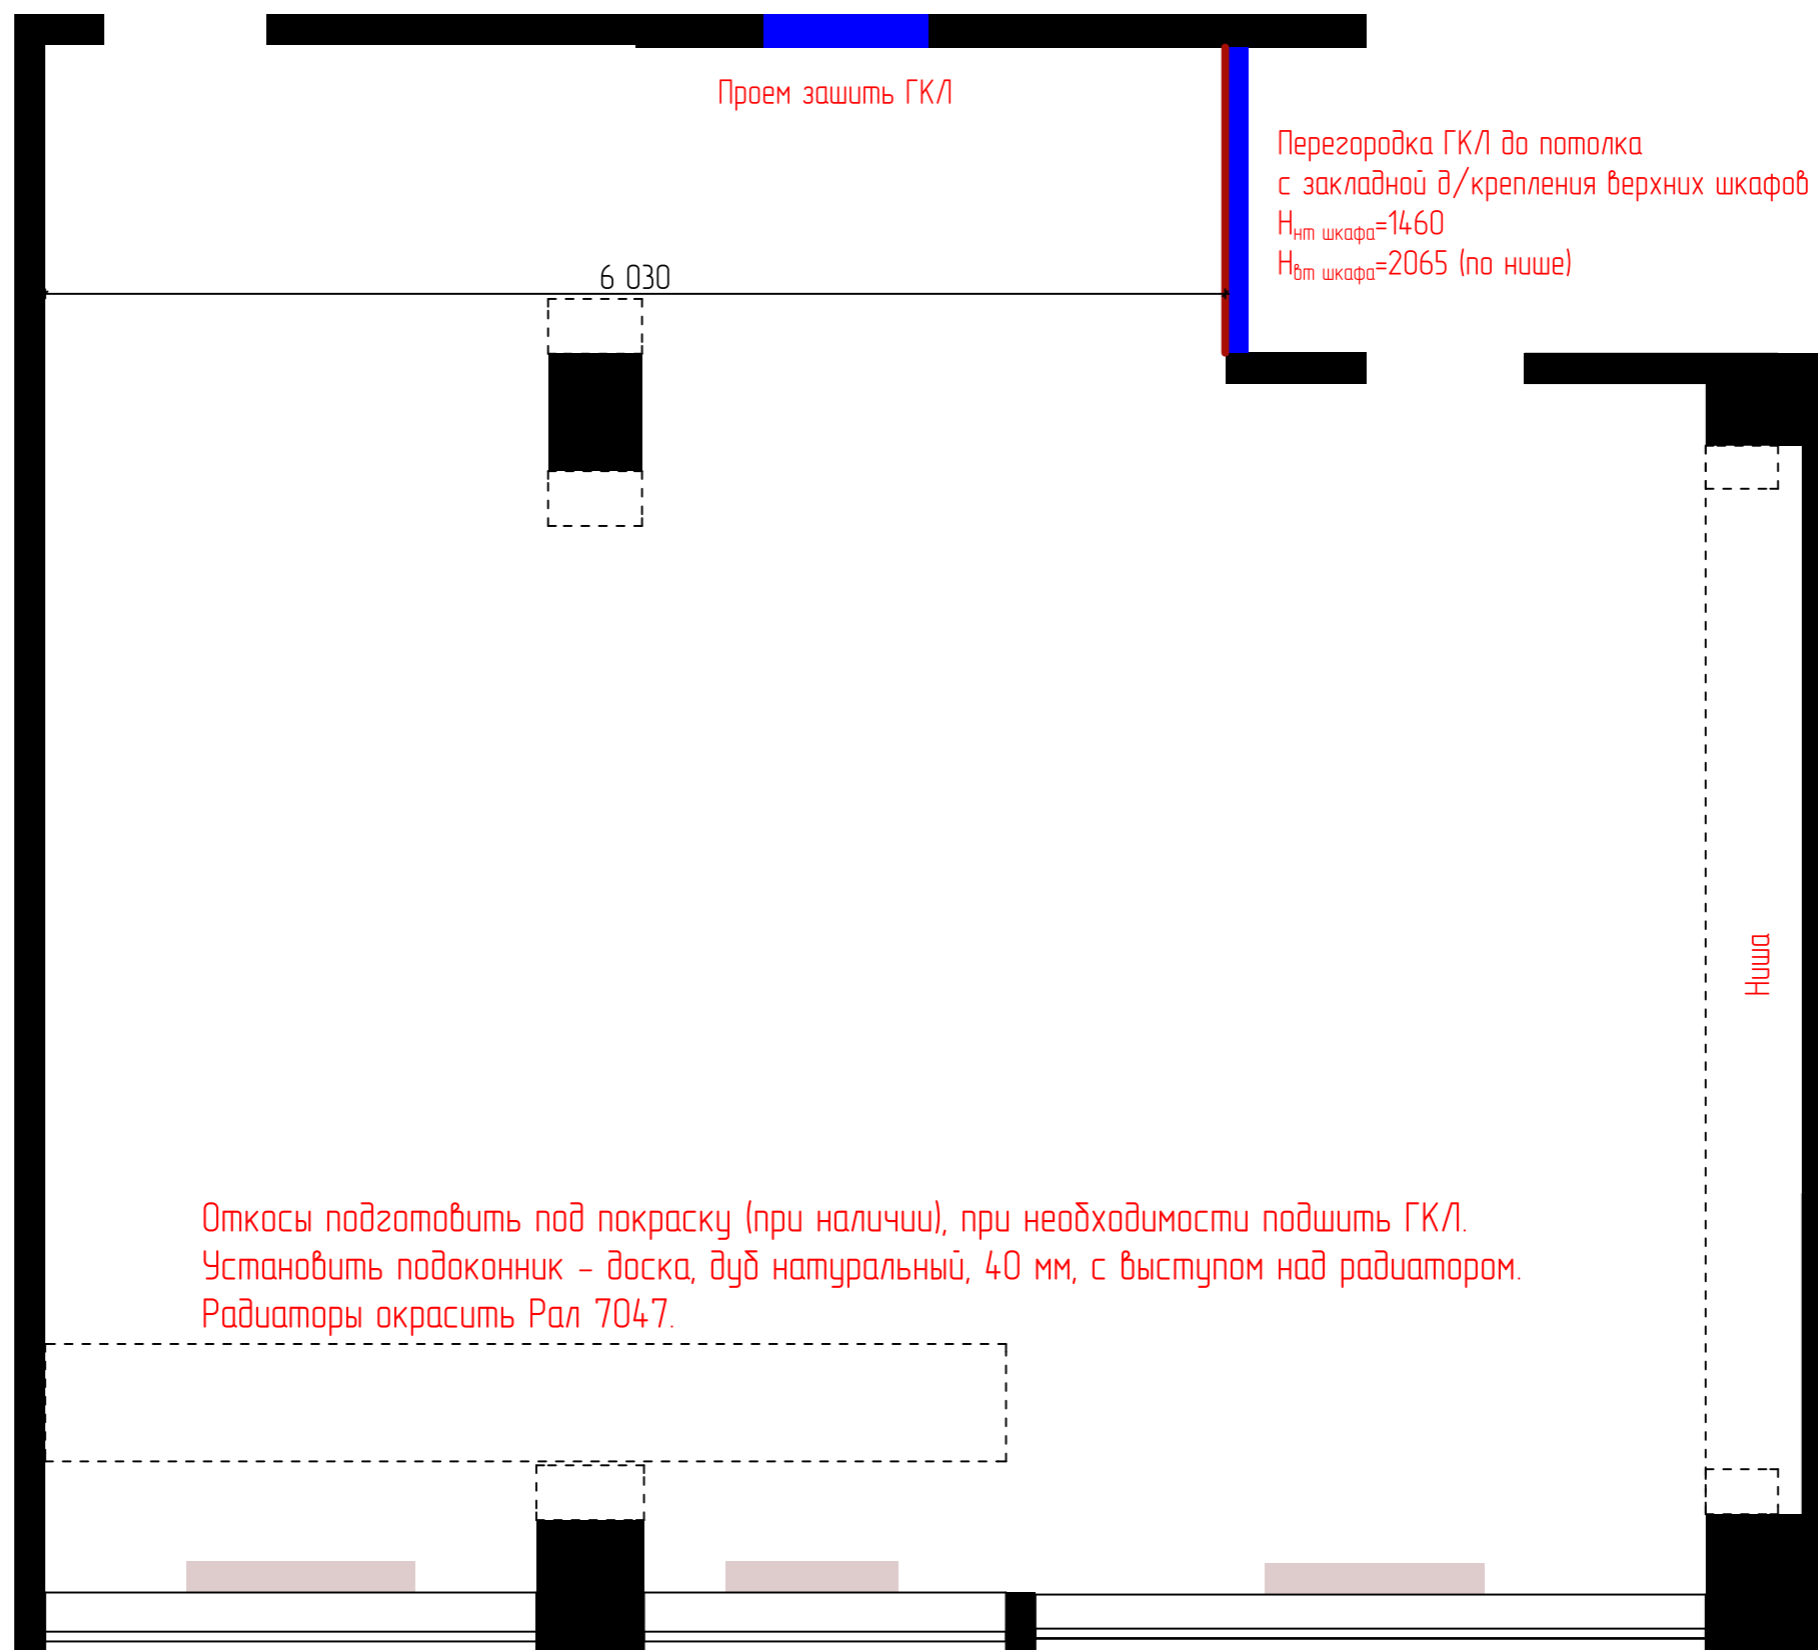 Проем зашить ГКЛ
Перегородка ГКЛ до потолка
с закладной д/крепления верхних шкафов
Ннт шкафа=1460
Нвт шкафа=2065 (по нише)
6 030
Ниша
Откосы подготовить под покраску (при наличии), при необходимости подшить ГКЛ.
Установить подоконник – доска, дуб натуральный, 40 мм, с выступом над радиатором.
Радиаторы окрасить Рал 7047.